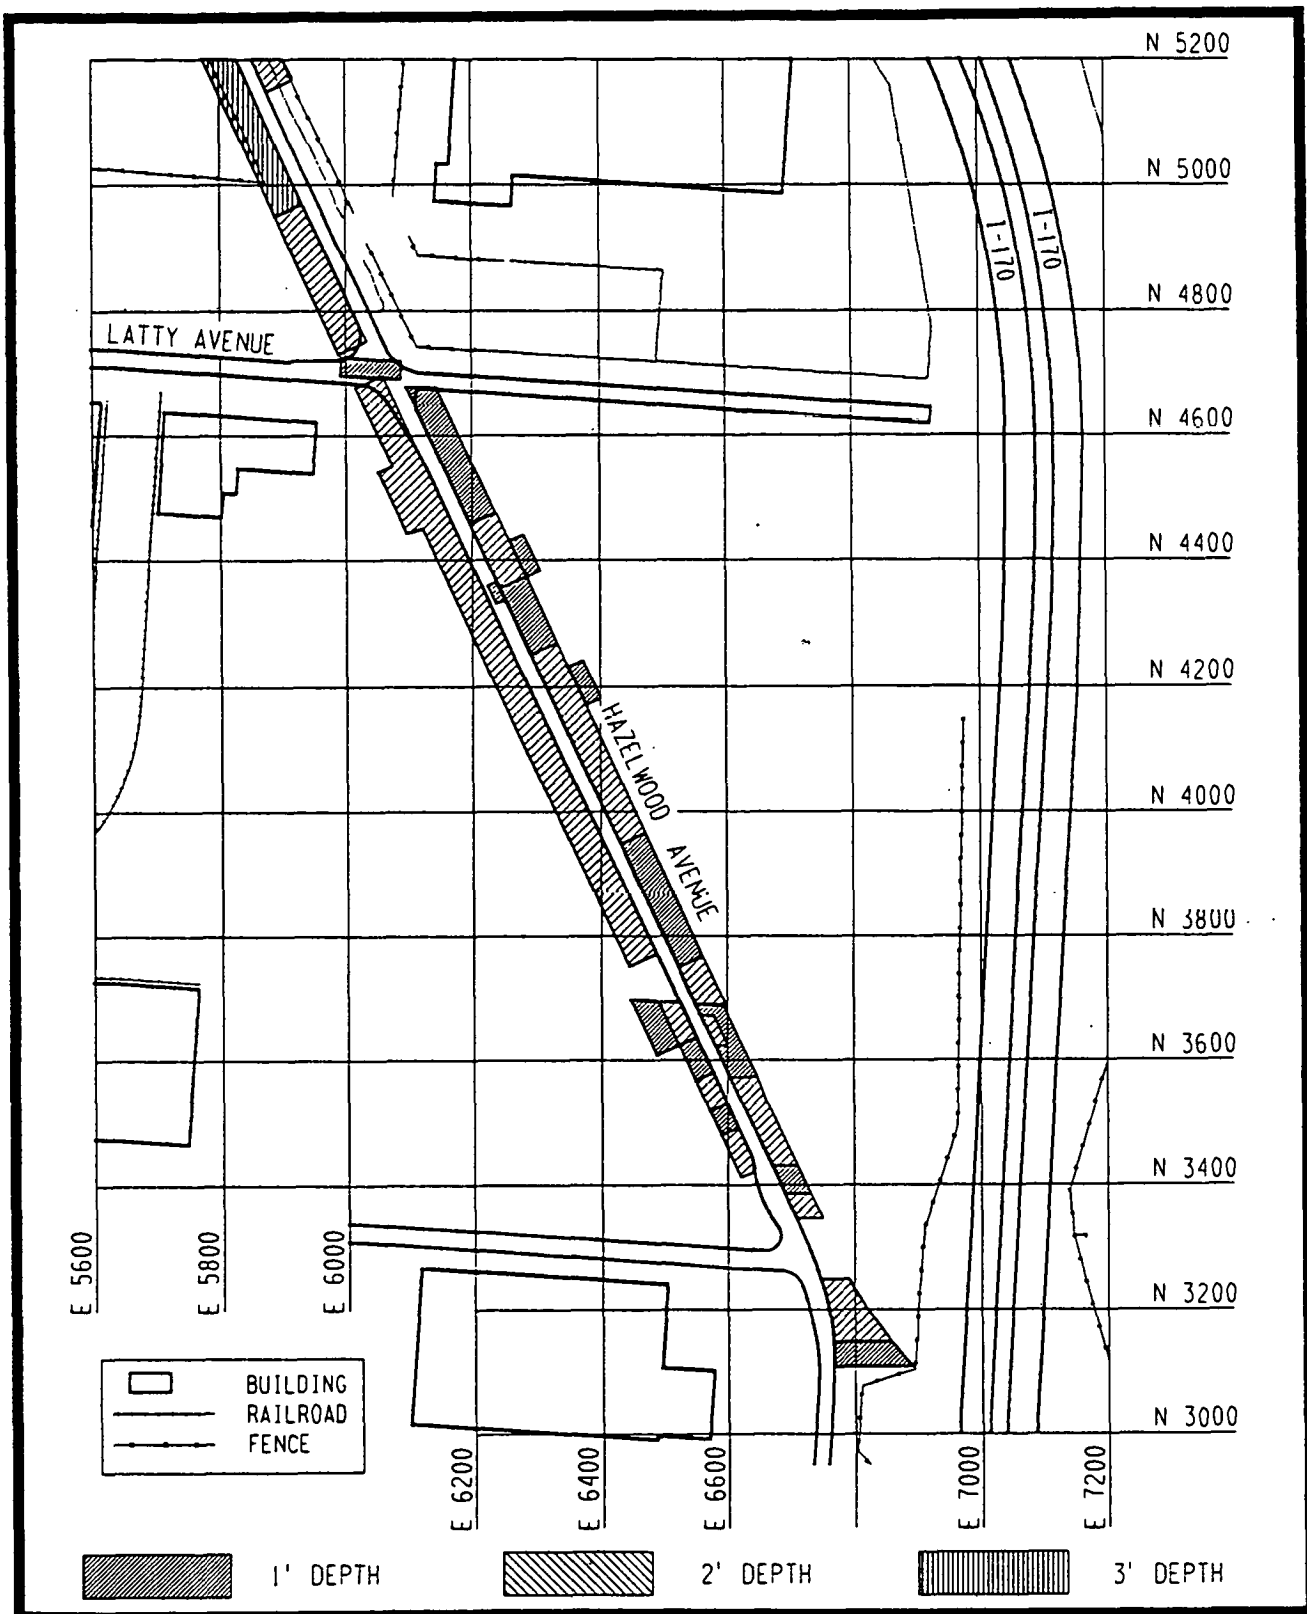 N 5200
N 5000
I-170
I-170
N 4800
LATTY AVENUE
N 4600
N 4400
N 4200
HAZELWOOD AVENUE
N 4000
N 3800
N 3600
N 3400
E 5600
E 5800
E 6000
N 3200
BUILDING
RAILROAD
FENCE
N 3000
E 6200
E 6400
E 6600
E 7000
E 7200
1' DEPTH
2' DEPTH
3' DEPTH